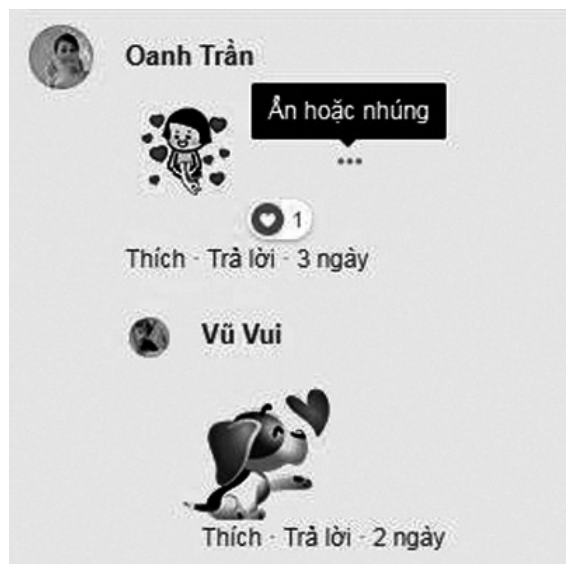 Oanh Trần
Ẩn hoặc nhúng
1
Thích · Trả lời · 3 ngày
Vũ Vui
Thích · Trả lời · 2 ngày